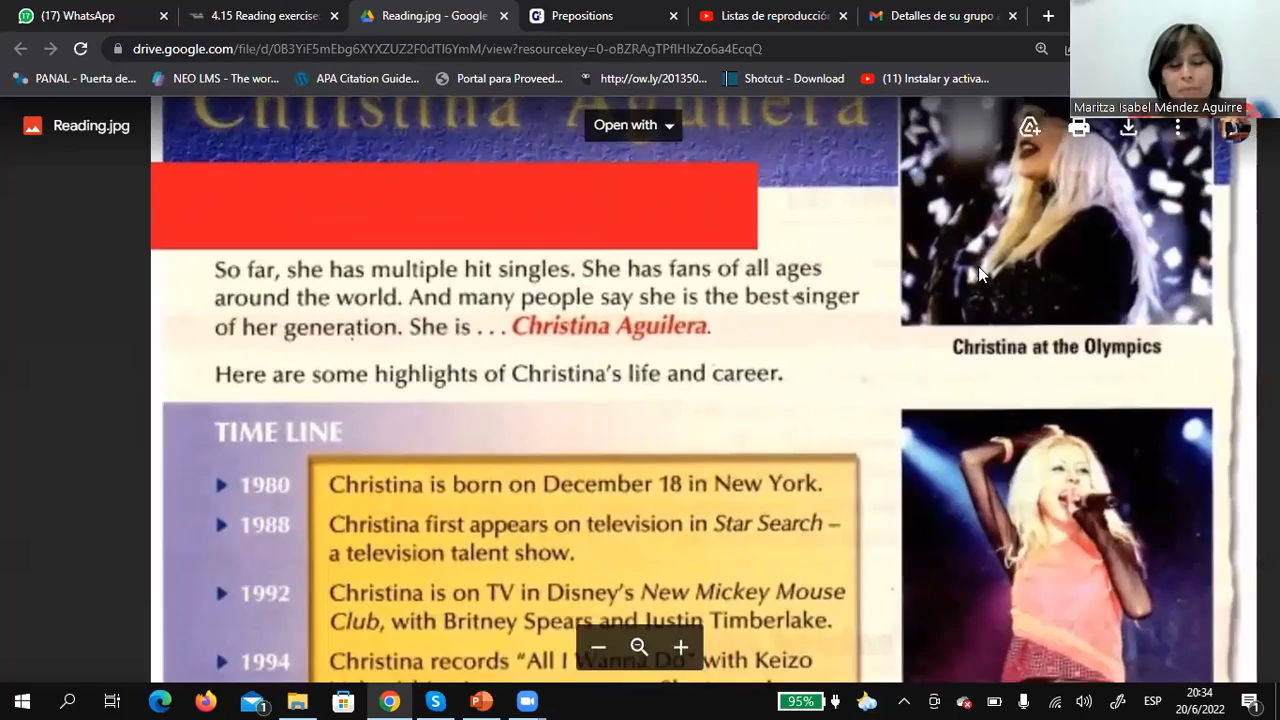 (17) WhatsApp
4.15 Reading exercise
Reading.jpg - Google
Prepositions
Listas de reproducció
Detalles de su grupo
drive.google.com/file/d/0B3YiF5mEbg6XYXZUZ2F0dTI6YmM/view?resourcekey=0-oBZRAgTPflHlxZo6a4EcqQ
PANAL - Puerta de...
NEO LMS - The wor...
APA Citation Guide...
Portal para Proveed...
http://ow.ly/201350...
Shotcut - Download
(11) Instalar y activa...
Maritza Isabel Méndez Aguirre
Reading.jpg
Open with
So far, she has multiple hit singles. She has fans of all ages
around the world. And many people say she is the best singer
of her generation. She is . . . Christina Aguilera.
Here are some highlights of Christina's life and career.
Christina at the Olympics
TIME LINE
1980 Christina is born on December 18 in New York.
1988 Christina first appears on television in Star Search –
a television talent show.
1992 Christina is on TV in Disney's New Mickey Mouse
Club, with Britney Spears and Justin Timberlake.
1994 Christina records "All I Wanna Do" with Keizo
95%
ESP
20:34
20/6/2022